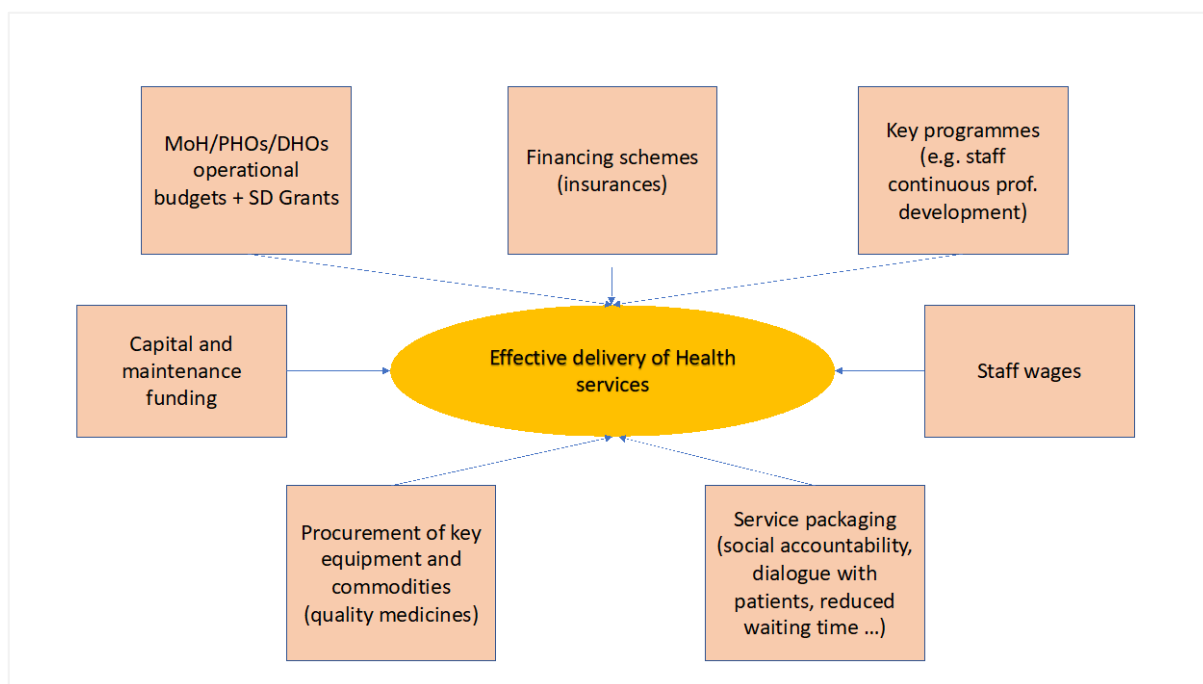 MoH/PHOs/DHOs
operational
budgets + SD Grants
Financing schemes
(insurances)
Key programmes
(e.g. staff
continuous prof.
development)
Capital and
maintenance
funding
Effective delivery of Health
services
Staff wages
Procurement of key
equipment and
commodities
(quality medicines)
Service packaging
(social accountability,
dialogue with
patients, reduced
waiting time ...)